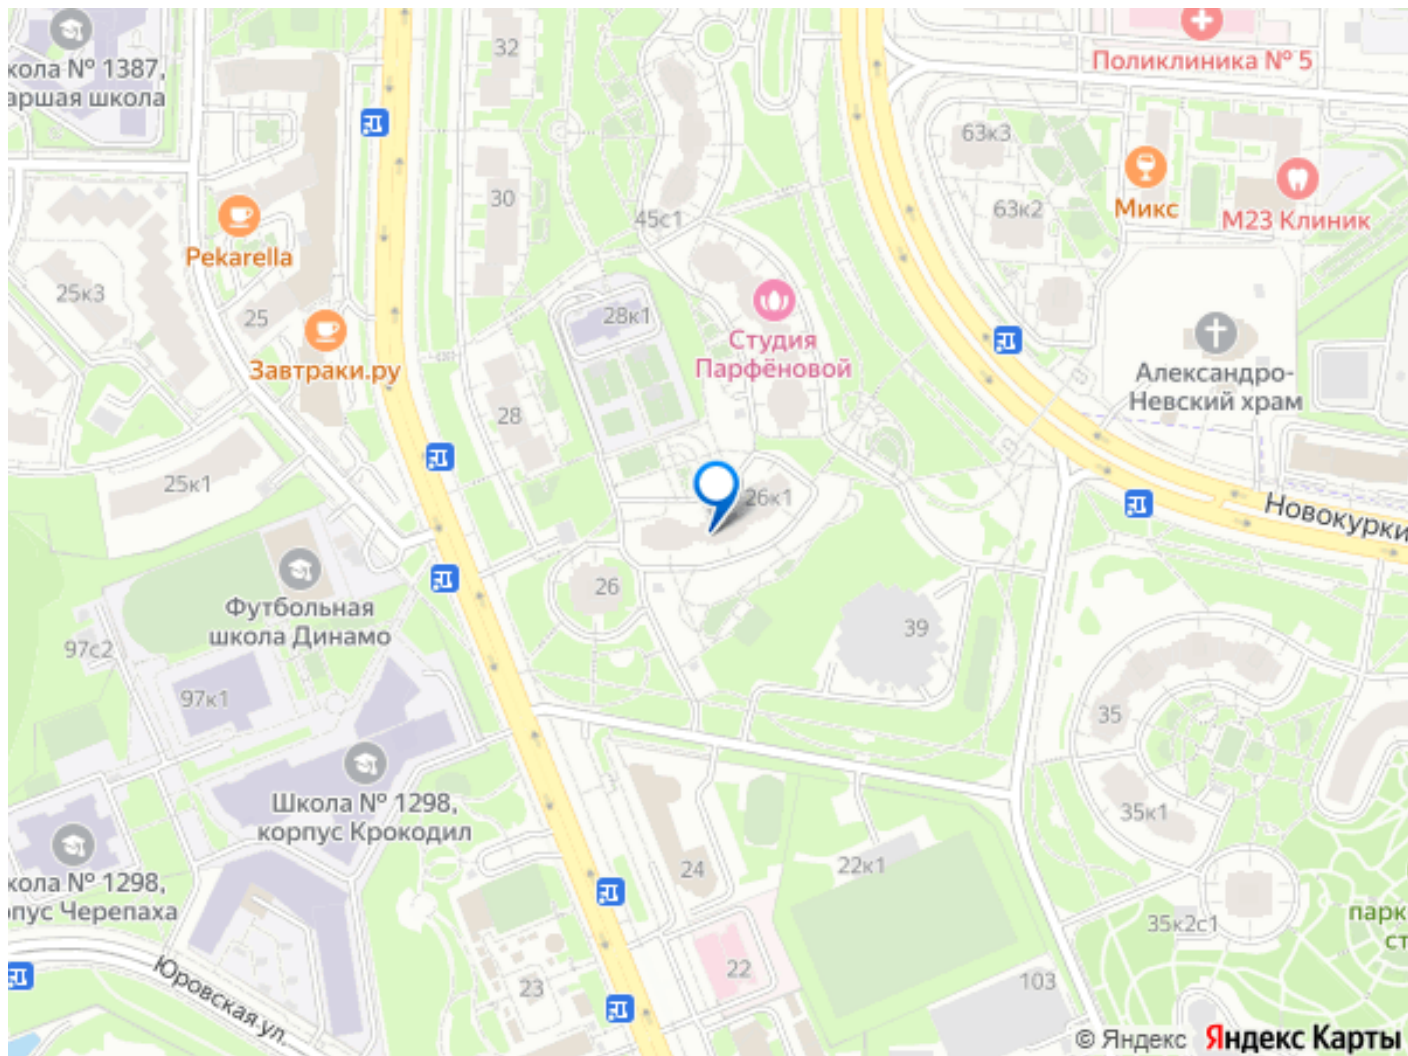 кола № 1387,
аршая школа
32
Поликлиника № 5
63к3
30
63к2
Микс
М23 Клиник
45с1
Pekarella
25к3
25
28к1
Завтраки.ру
Студия
Парфёновой
Александро-
Невский храм
28
25к1
26к1
Новокурки
Футбольная
школа Динамо
26
39
97с2
97к1
35
Школа № 1298,
корпус Крокодил
35к1
кола № 1298,
рпус Черепаха
24
22к1
35к2с1
парк
ст
Юровская ул.
23
22
103
© Яндекс Яндекс Карты